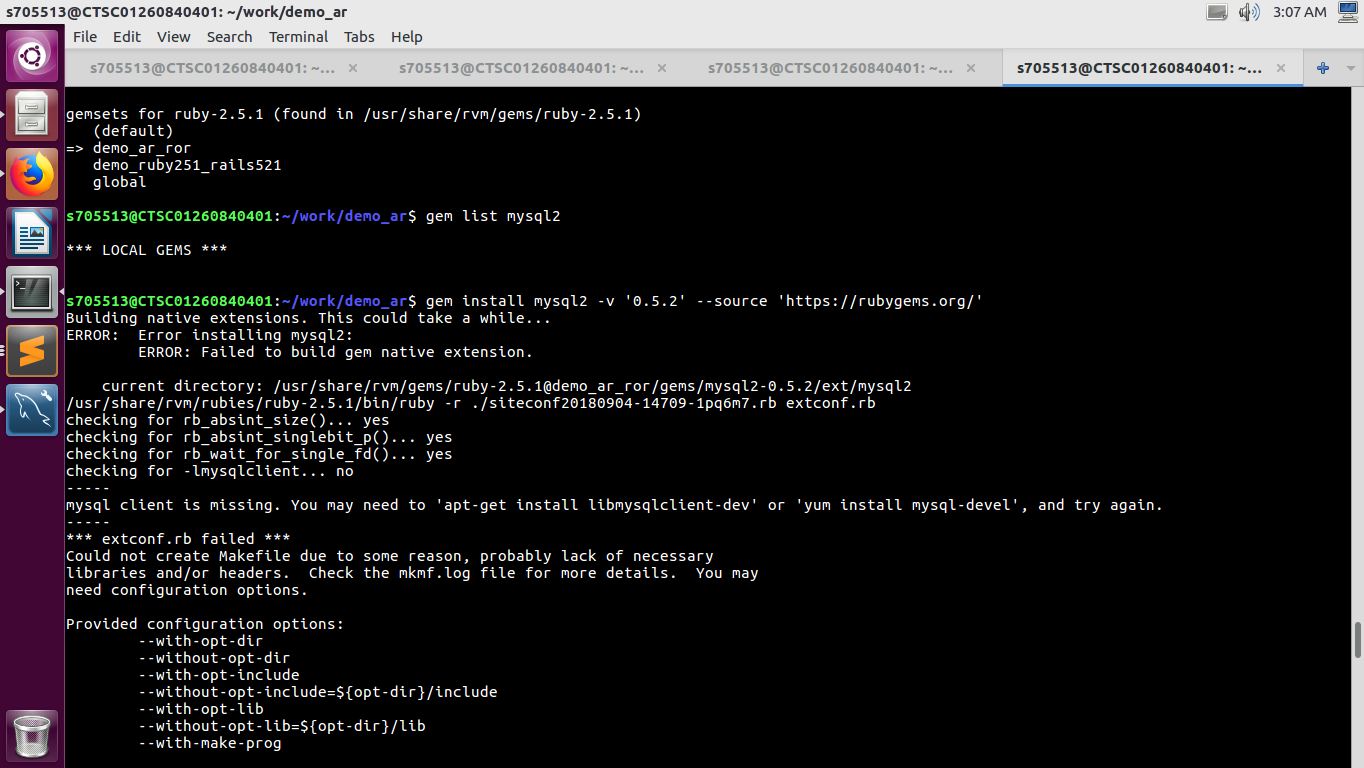 s705513@CTSC01260840401: ~/work/demo_ar
3:07 AM
File Edit View Search Terminal Tabs Help
s705513@CTSC01260840401: ~... × s705513@CTSC01260840401: ~... × s705513@CTSC01260840401: ~... × s705513@CTSC01260840401: ~... ×
gemsets for ruby-2.5.1 (found in /usr/share/rvm/gems/ruby-2.5.1)
   (default)
=> demo_ar_ror
   demo_ruby251_rails521
   global
s705513@CTSC01260840401:~/work/demo_ar$ gem list mysql2
*** LOCAL GEMS ***
s705513@CTSC01260840401:~/work/demo_ar$ gem install mysql2 -v '0.5.2' --source 'https://rubygems.org/'
Building native extensions. This could take a while...
ERROR:  Error installing mysql2:
        ERROR: Failed to build gem native extension.
    current directory: /usr/share/rvm/gems/ruby-2.5.1@demo_ar_ror/gems/mysql2-0.5.2/ext/mysql2
/usr/share/rvm/rubies/ruby-2.5.1/bin/ruby -r ./siteconf20180904-14709-1pq6m7.rb extconf.rb
checking for rb_absint_size()... yes
checking for rb_absint_singlebit_p()... yes
checking for rb_wait_for_single_fd()... yes
checking for -lmysqlclient... no
-----
mysql client is missing. You may need to 'apt-get install libmysqlclient-dev' or 'yum install mysql-devel', and try again.
-----
*** extconf.rb failed ***
Could not create Makefile due to some reason, probably lack of necessary
libraries and/or headers.  Check the mkmf.log file for more details.  You may
need configuration options.
Provided configuration options:
        --with-opt-dir
        --without-opt-dir
        --with-opt-include
        --without-opt-include=${opt-dir}/include
        --with-opt-lib
        --without-opt-lib=${opt-dir}/lib
        --with-make-prog